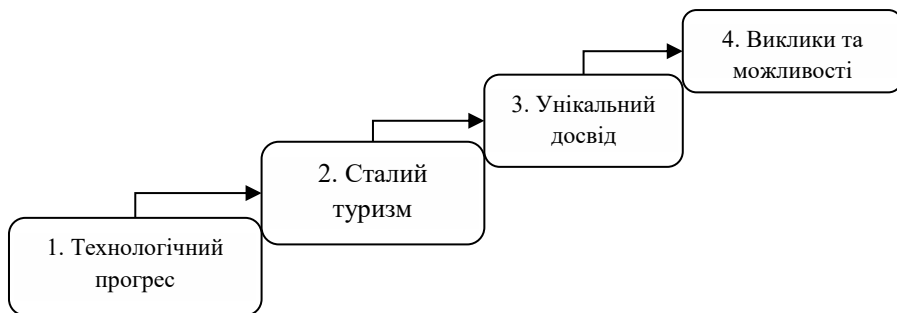 1. Технологічний
прогрес
2. Сталий
туризм
3. Унікальний
досвід
4. Виклики та
можливості